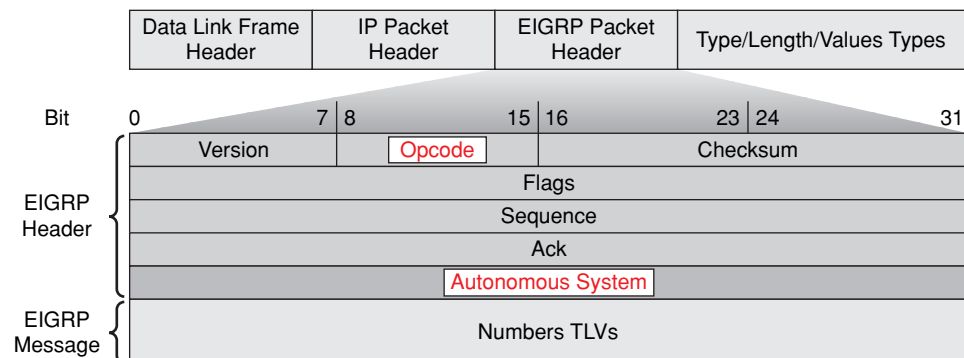 Data Link Frame
Header
IP Packet
Header
EIGRP Packet
Header
Type/Length/Values Types
Bit 0 7 8 15 16 23 24 31
Version Opcode Checksum
Flags
EIGRP
Header
Sequence
Ack
Autonomous System
EIGRP
Message
Numbers TLVs